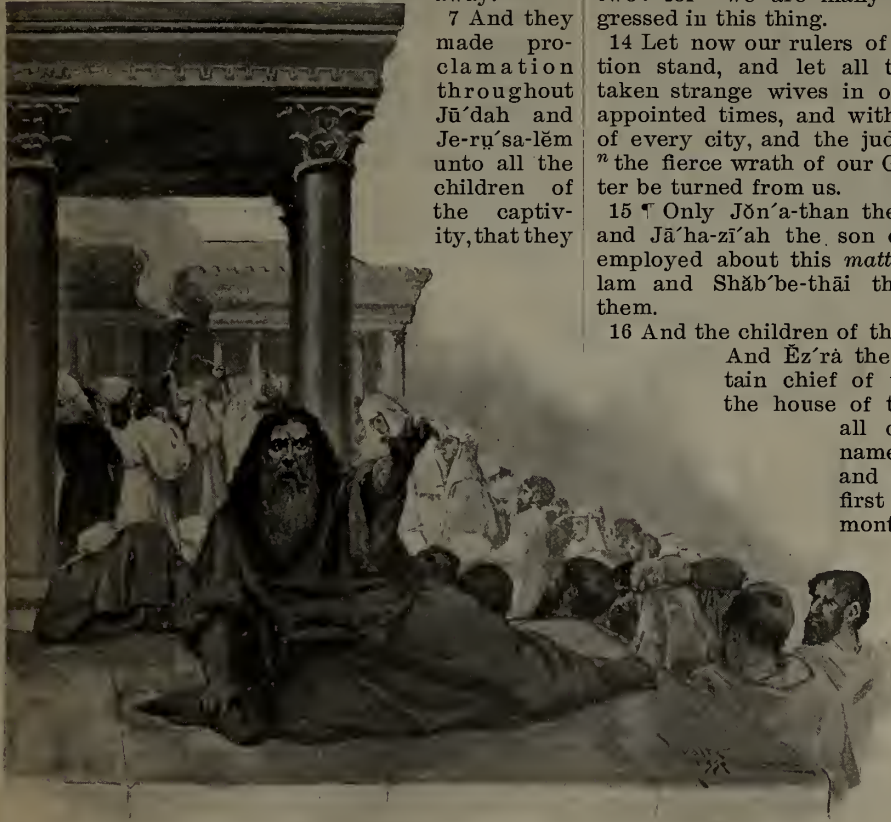 7 And they
made pro-
clamation
throughout
Jū´dah and
Je-rṳ´sa-lĕm
unto all the
children of
the captiv-
ity, that they
gressed in this thing.
14 Let now our rulers of
tion stand, and let all t
taken strange wives in o
appointed times, and with
of every city, and the jud
ⁿ the fierce wrath of our G
ter be turned from us.
15 ¶ Only Jŏn´a-than the
and Jā´ha-zī´ah the son o
employed about this matt
lam and Shăb´be-thāi th
them.
16 And the children of th
And Ĕz´rȧ the
tain chief of
the house of t
all o
name
and
first
mont